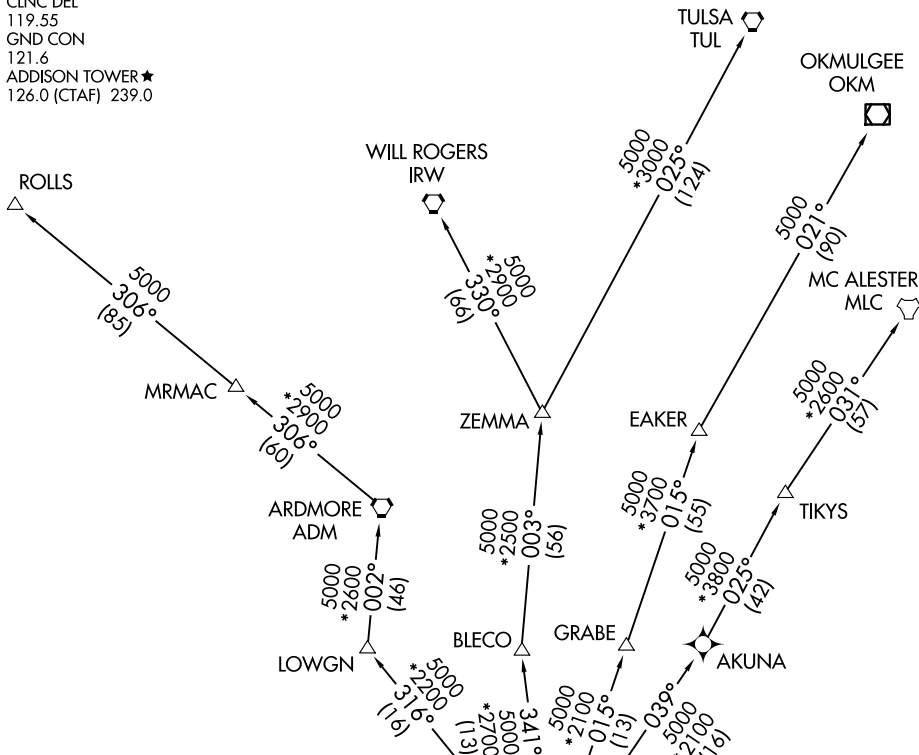 CLNC DEL
119.55
GND CON
121.6
ADDISON TOWER★
126.0 (CTAF) 239.0
TULSA
TUL
OKMULGEE
OKM
WILL ROGERS
IRW
ROLLS
5000
*3000
025°
(124)
5000
021°
(90)
MC ALESTER
MLC
5000
*2900
330°
(66)
5000
306°
(85)
MRMAC
5000
*2900
306°
(60)
ZEMMA
EAKER
5000
*2600
031°
(57)
ARDMORE
ADM
5000
*2500
003°
(56)
5000
*3700
015°
(55)
TIKYS
5000
*2600
002°
(46)
5000
*3800
025°
(42)
LOWGN
BLECO
GRABE
AKUNA
5000
*2200
316°
(16)
341°
5000
*2700
(13)
5000
*2100
015°
(13)
039°
5000
*2100
(16)